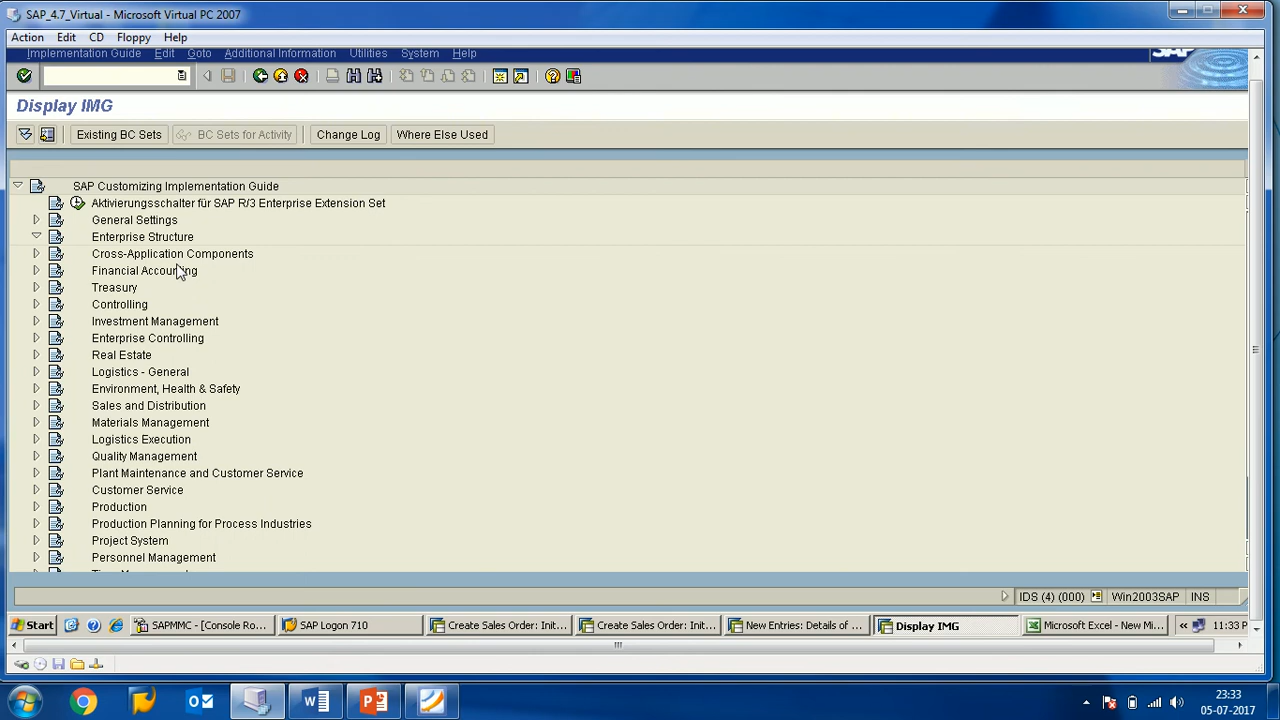 SAP_4.7_Virtual - Microsoft Virtual PC 2007
Action Edit CD Floppy Help
Implementation Guide Edit Goto Additional Information Utilities System Help
SAP
Display IMG
Existing BC Sets BC Sets for Activity Change Log Where Else Used
SAP Customizing Implementation Guide
Aktivierungsschalter für SAP R/3 Enterprise Extension Set
General Settings
Enterprise Structure
Cross-Application Components
Financial Accounting
Treasury
Controlling
Investment Management
Enterprise Controlling
Real Estate
Logistics - General
Environment, Health & Safety
Sales and Distribution
Materials Management
Logistics Execution
Quality Management
Plant Maintenance and Customer Service
Customer Service
Production
Production Planning for Process Industries
Project System
Personnel Management
IDS (4) (000) Win2003SAP INS
Start SAPMMC - [Console Ro... SAP Logon 710 Create Sales Order: Init... Create Sales Order: Init... New Entries: Details of ... Display IMG Microsoft Excel - New Mi... 11:33 PM
23:33
05-07-2017